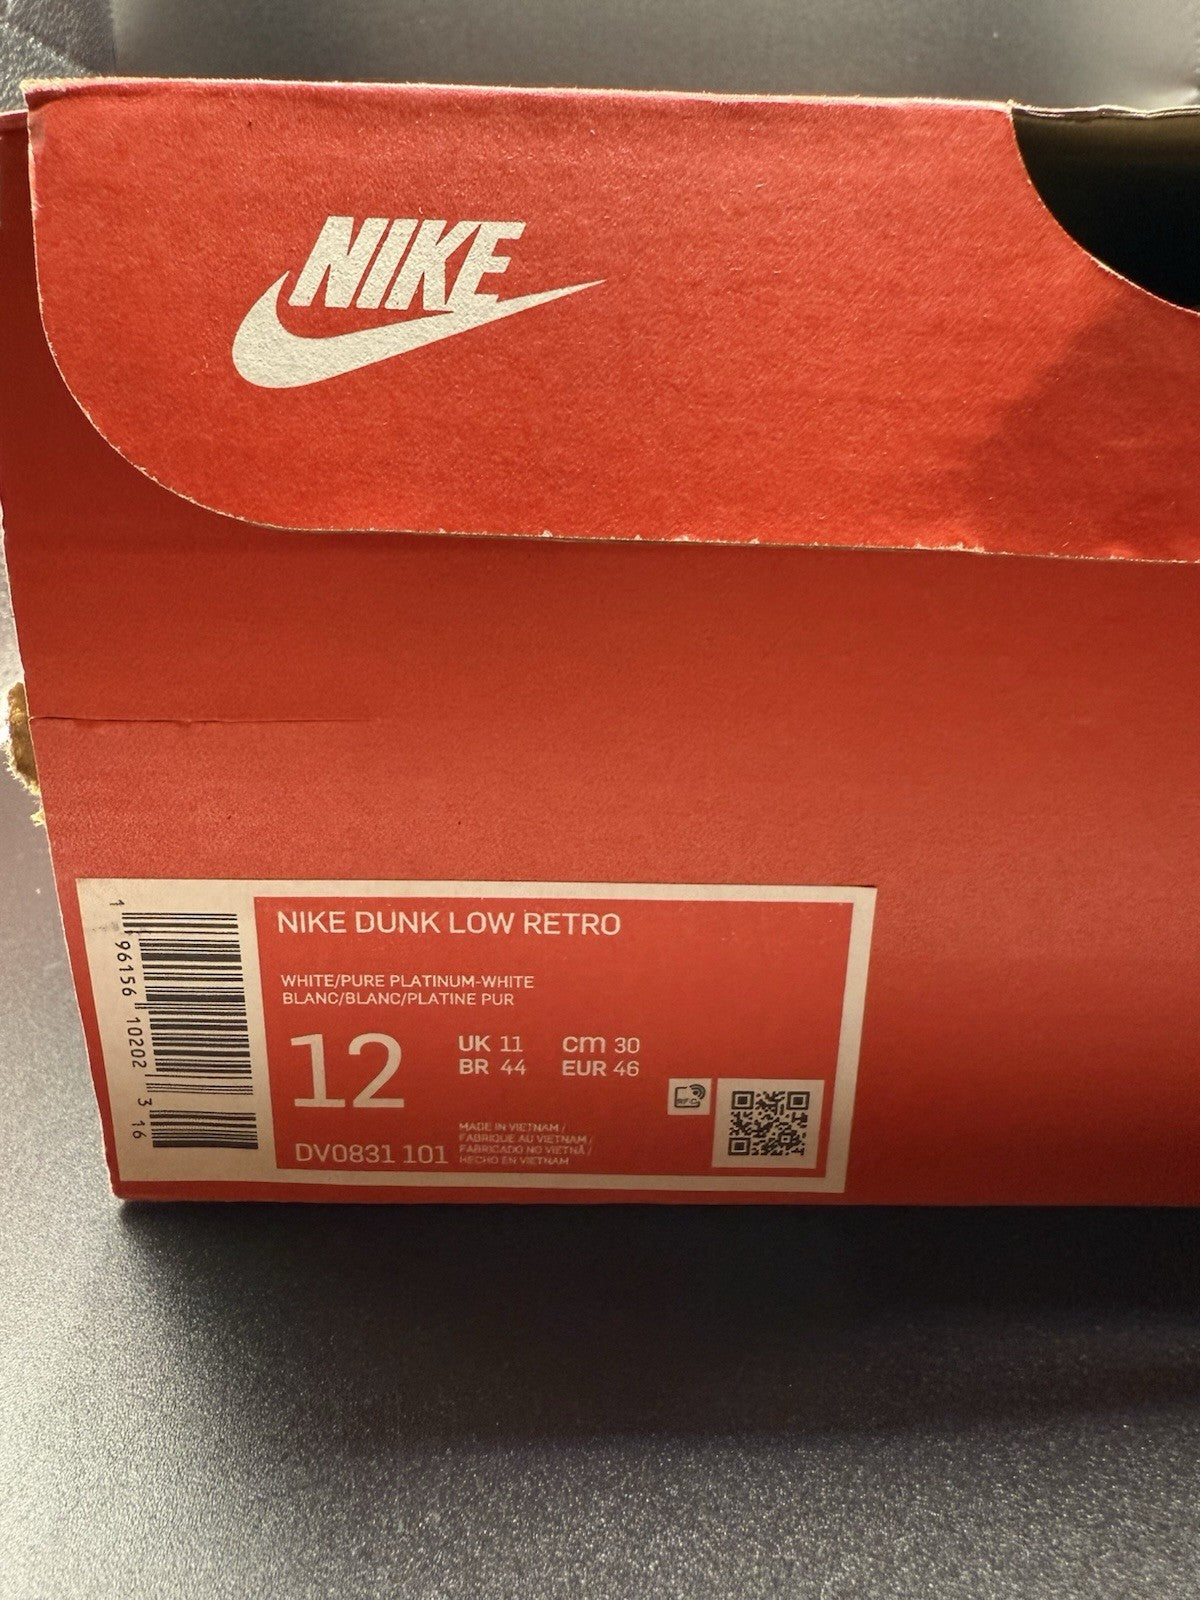 NIKE
NIKE DUNK LOW RETRO
WHITE/PURE PLATINUM-WHITE
BLANC/BLANC/PLATINE PUR
12
UK 11 cm 30
BR 44 EUR 46
DV0831 101
MADE IN VIETNAM /
FABRIQUE AU VIETNAM /
FABRICADO NO VIETNÃ /
HECHO EN VIETNAM
1 96156 10202 3 16